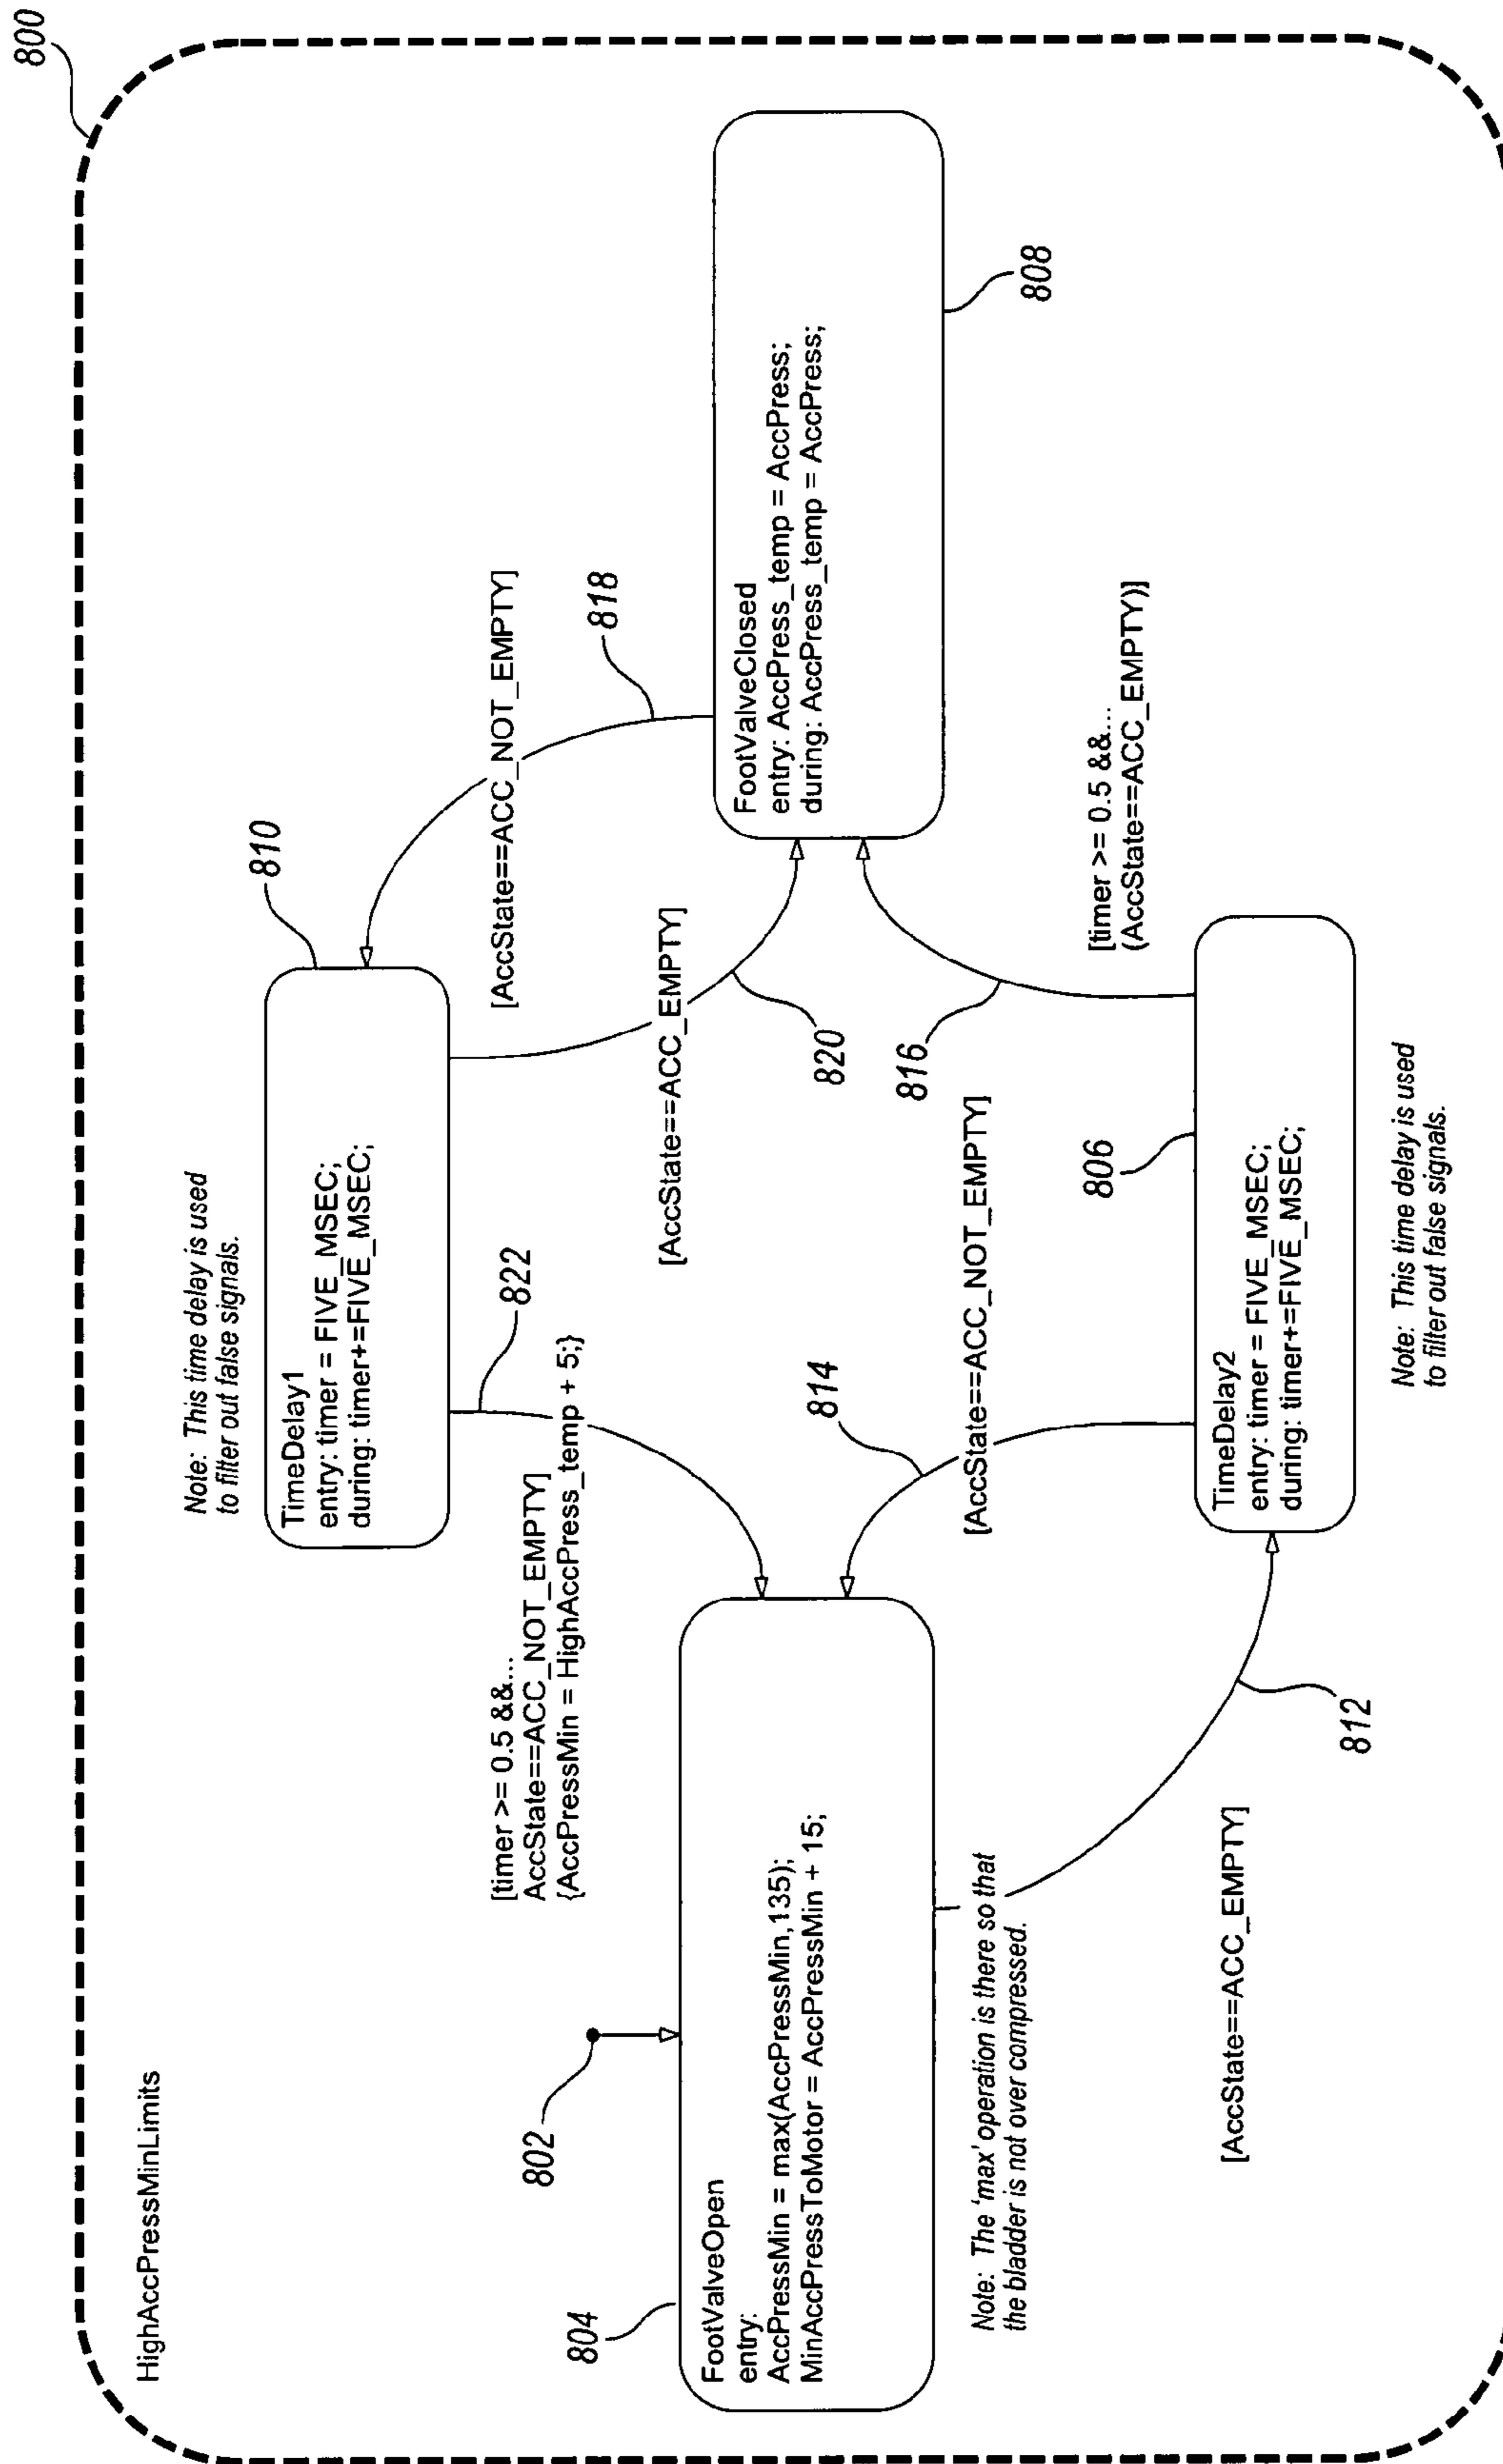 800
HighAccPressMinLimits
Note: This time delay is used
to filter out false signals.
810
TimeDelay1
entry: timer = FIVE_MSEC;
during: timer+=FIVE_MSEC;
822
[timer >= 0.5 &&...
AccState==ACC_NOT_EMPTY]
{AccPressMin = HighAccPress_temp + 5;}
[AccState==ACC_NOT_EMPTY]
818
802
[AccState==ACC_EMPTY]
820
804
FootValveOpen
entry:
AccPressMin = max(AccPressMin,135);
MinAccPressToMotor = AccPressMin + 15;
FootValveClosed
entry: AccPress_temp = AccPress;
during: AccPress_temp = AccPress;
808
814
816
Note: The 'max' operation is there so that
the bladder is not over compressed.
[AccState==ACC_NOT_EMPTY]
[timer >= 0.5 &&...
(AccState==ACC_EMPTY)]
806
TimeDelay2
entry: timer = FIVE_MSEC;
during: timer+=FIVE_MSEC;
[AccState==ACC_EMPTY]
812
Note: This time delay is used
to filter out false signals.